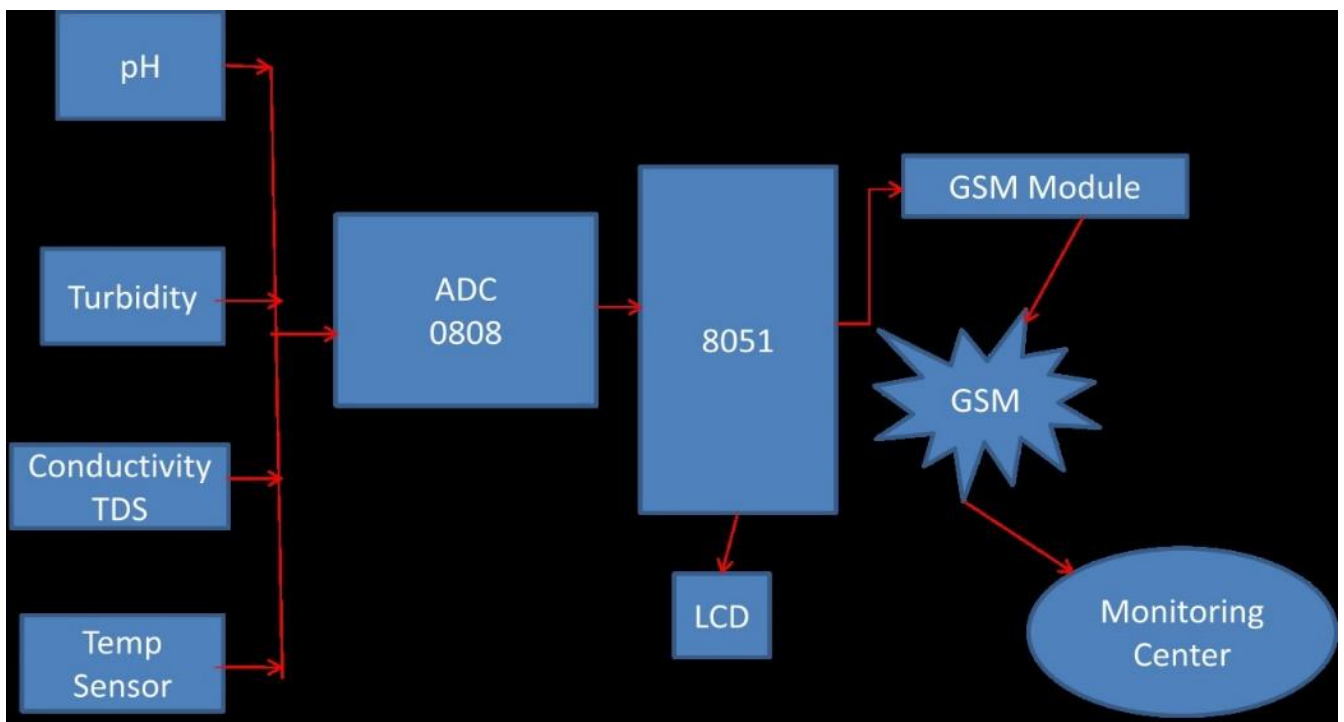 pH
Turbidity
Conductivity
TDS
Temp
Sensor
ADC
0808
8051
LCD
GSM Module
GSM
Monitoring
Center